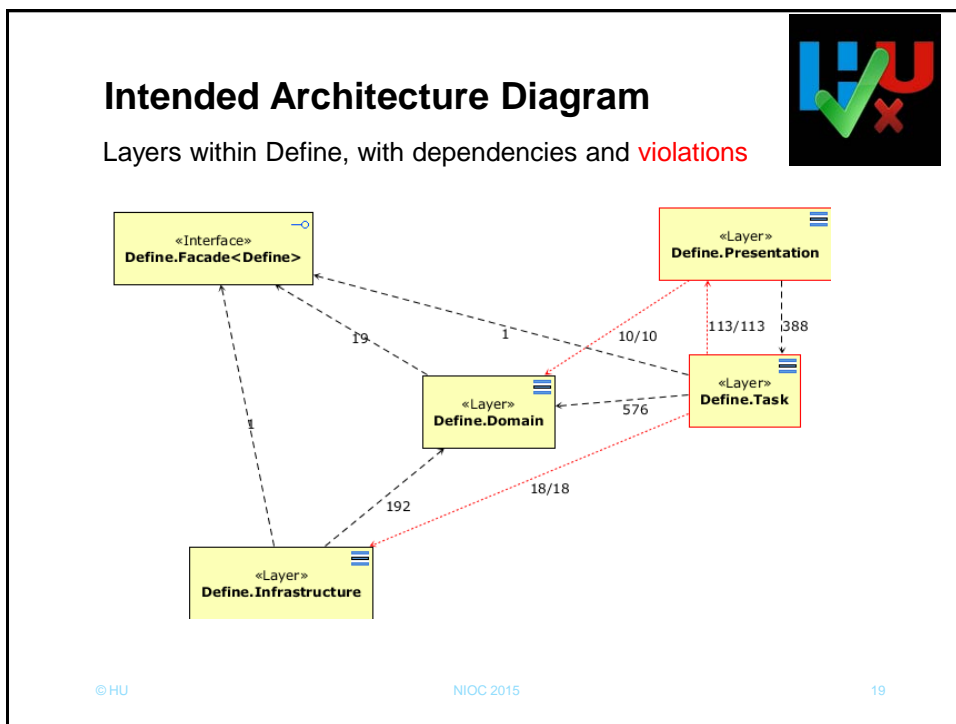 HU
Intended Architecture Diagram
Layers within Define, with dependencies and violations
«Interface»
Define.Facade<Define>
«Layer»
Define.Presentation
10/10
113/113
388
19
1
«Layer»
Define.Task
«Layer»
Define.Domain
576
1
18/18
192
«Layer»
Define.Infrastructure
© HU
NIOC 2015
19